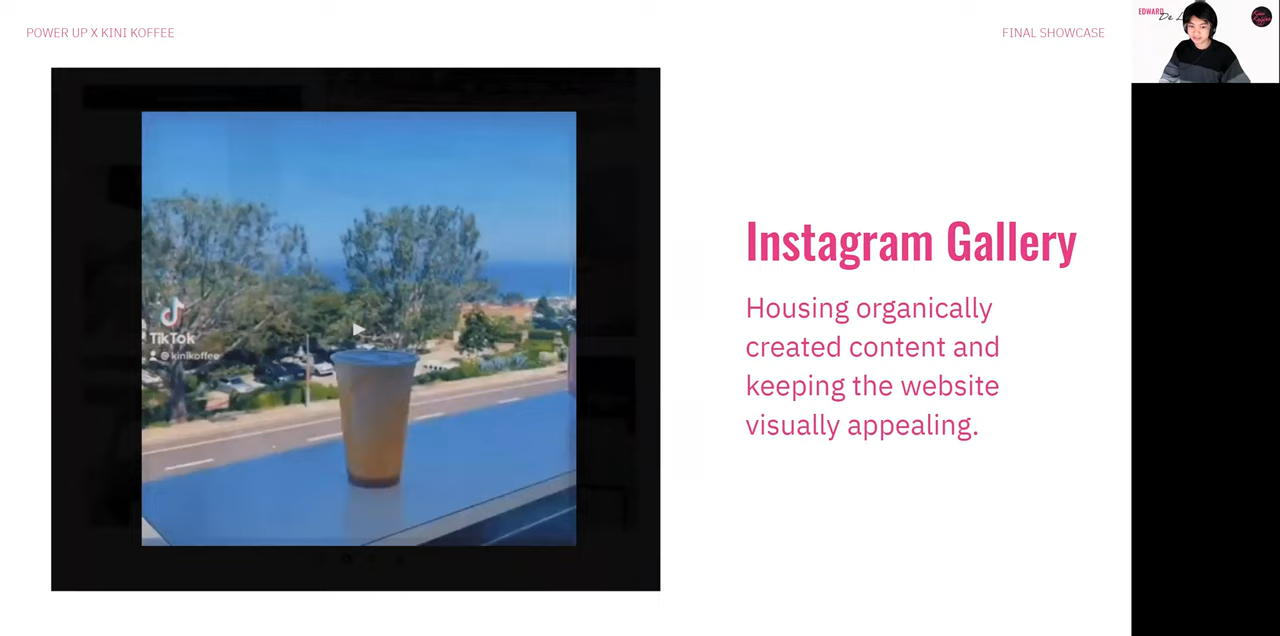 POWER UP X KINI KOFFEE
FINAL SHOWCASE
EDWARD
TikTok
@kinikoffee
Instagram Gallery
Housing organically
created content and
keeping the website
visually appealing.